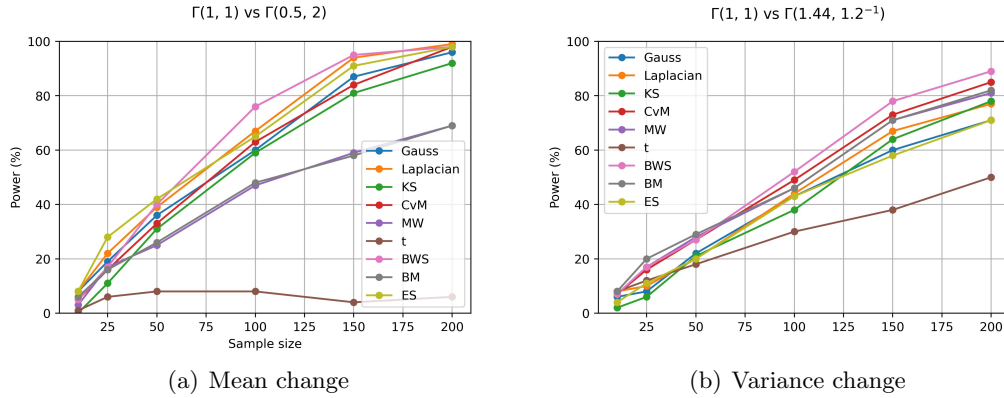 Γ(1, 1) vs Γ(0.5, 2)
100
80
60
40
20
0
Power (%)
25 50 75 100 125 150 175 200
Sample size
Gauss
Laplacian
KS
CvM
MW
t
BWS
BM
ES
(a) Mean change
Γ(1, 1) vs Γ(1.44, 1.2⁻¹)
100
80
60
40
20
0
Power (%)
25 50 75 100 125 150 175 200
Gauss
Laplacian
KS
CvM
MW
t
BWS
BM
ES
(b) Variance change